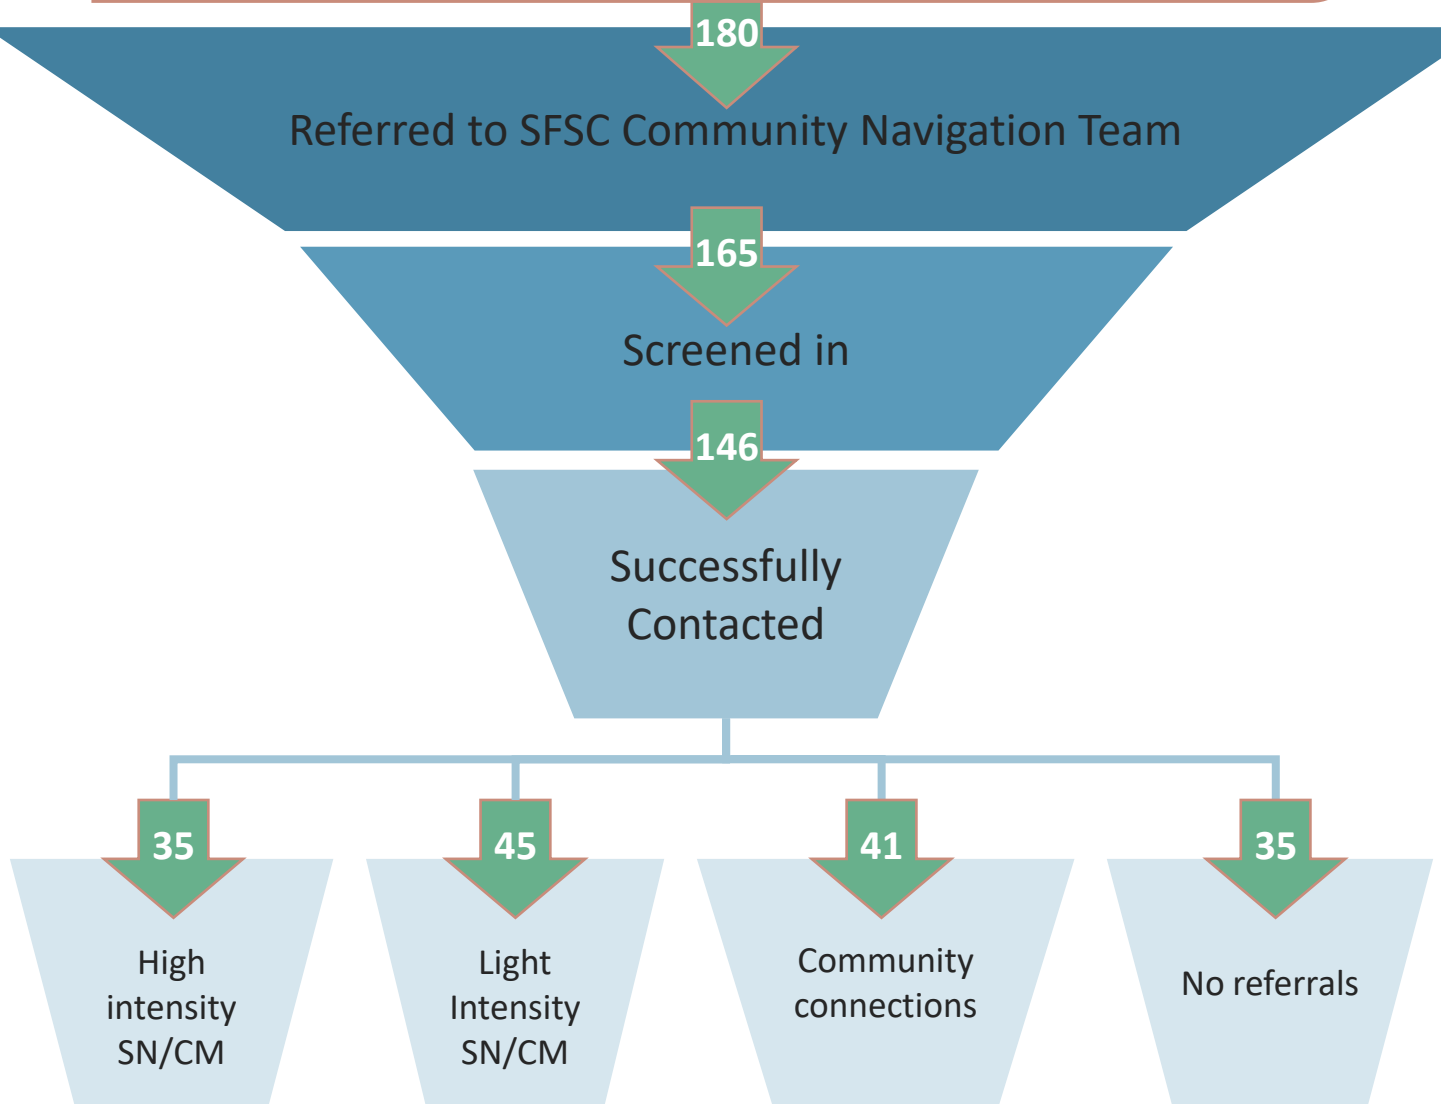 180
Referred to SFSC Community Navigation Team
165
Screened in
146
Successfully
Contacted
35
45
41
35
High
intensity
SN/CM
Light
Intensity
SN/CM
Community
connections
No referrals